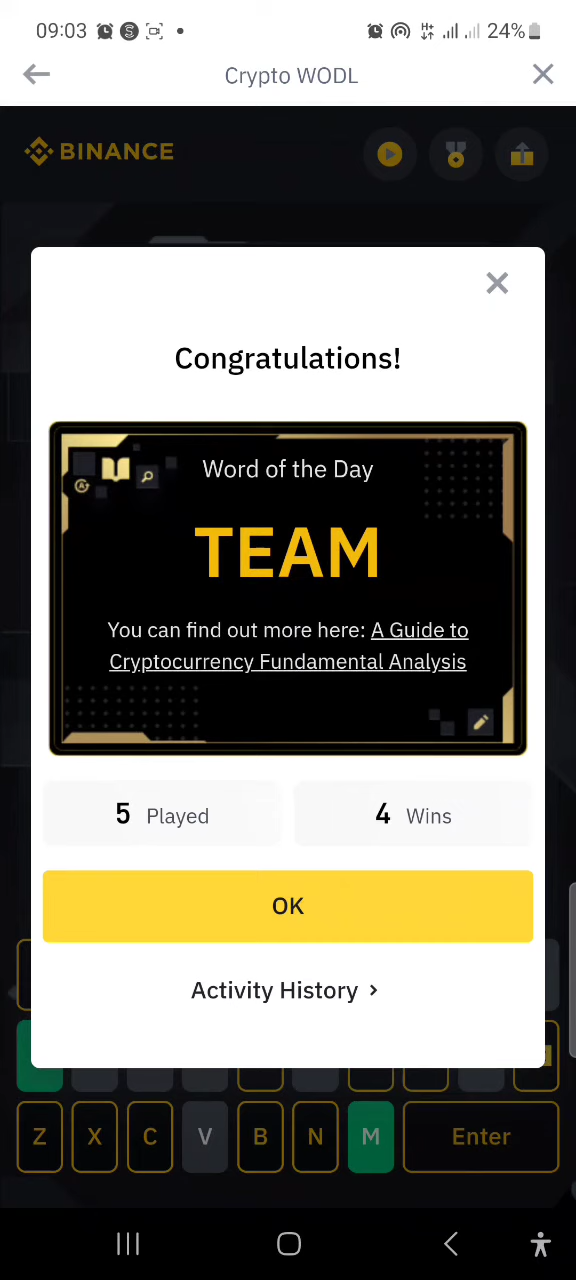 09:03 24%
Crypto WODL
BINANCE
Congratulations!
Word of the Day
TEAM
You can find out more here: A Guide to
Cryptocurrency Fundamental Analysis
5 Played 4 Wins
OK
Activity History
Z X C V B N M Enter